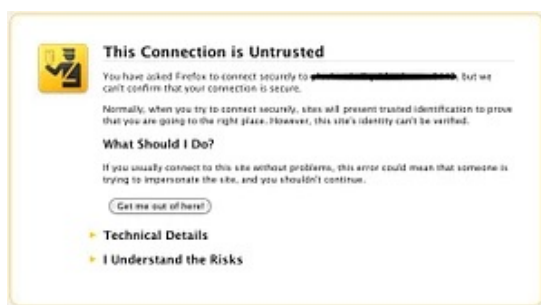 This Connection is Untrusted
You have asked Firefox to connect securely to , but we
can't confirm that your connection is secure.
Normally, when you try to connect securely, sites will present trusted identification to prove
that you are going to the right place. However, this site's identity can't be verified.
What Should I Do?
If you usually connect to this site without problems, this error could mean that someone is
trying to impersonate the site, and you shouldn't continue.
Get me out of here!
Technical Details
I Understand the Risks